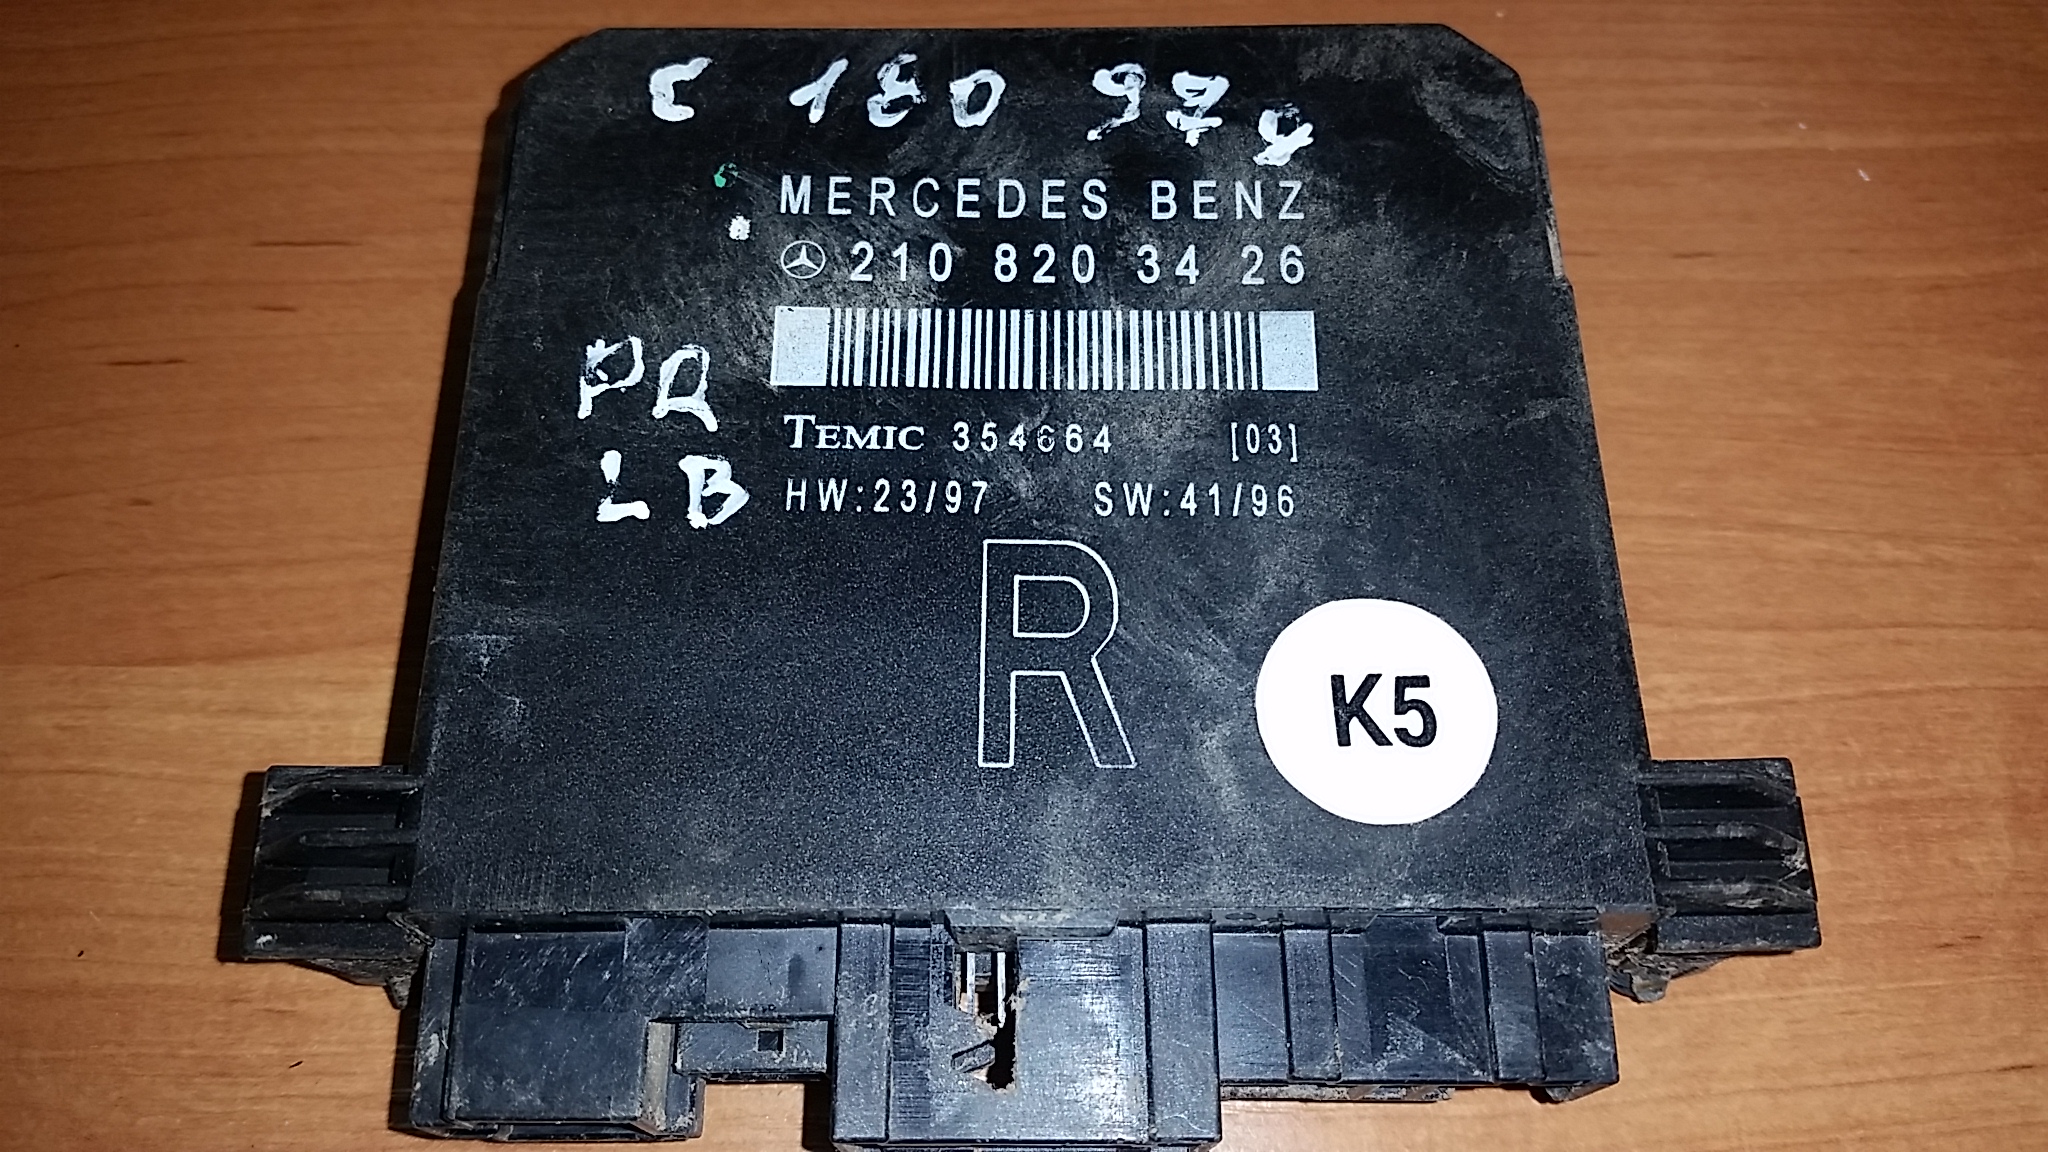 C 180 97г
MERCEDES BENZ
210 820 34 26
PQ
TEMIC 354664 [03]
LB
HW:23/97 SW:41/96
R
K5